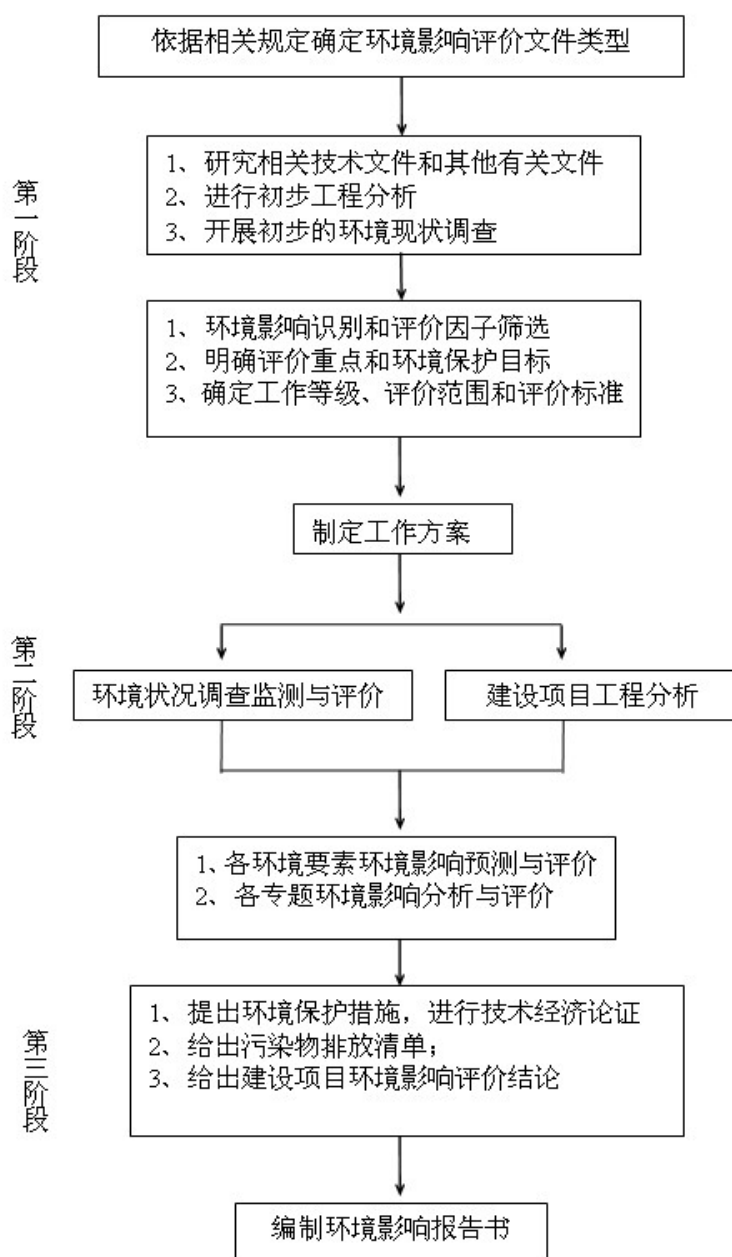 依据相关规定确定环境影响评价文件类型
第一阶段
1、研究相关技术文件和其他有关文件
2、进行初步工程分析
3、开展初步的环境现状调查
1、环境影响识别和评价因子筛选
2、明确评价重点和环境保护目标
3、确定工作等级、评价范围和评价标准
制定工作方案
第二阶段
环境状况调查监测与评价
建设项目工程分析
1、各环境要素环境影响预测与评价
2、各专题环境影响分析与评价
第三阶段
1、提出环境保护措施，进行技术经济论证
2、给出污染物排放清单；
3、给出建设项目环境影响评价结论
编制环境影响报告书